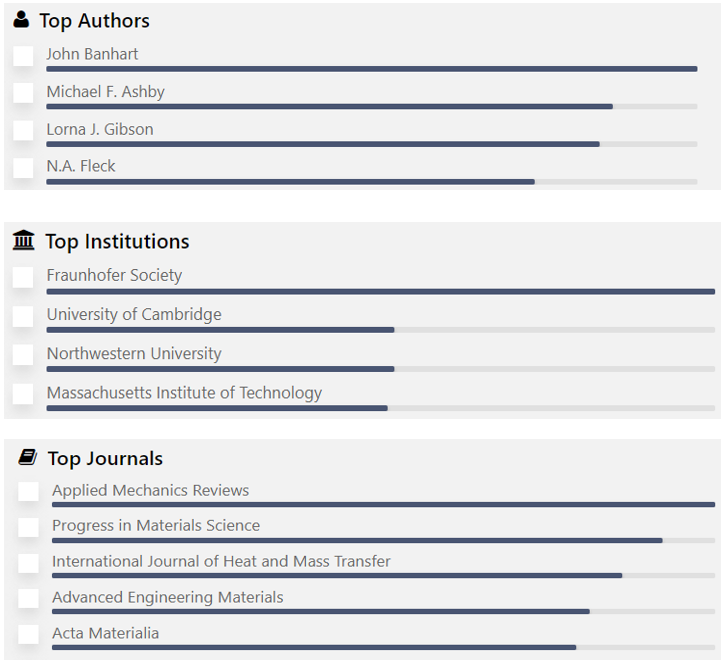 Top Authors
John Banhart
Michael F. Ashby
Lorna J. Gibson
N.A. Fleck
Top Institutions
Fraunhofer Society
University of Cambridge
Northwestern University
Massachusetts Institute of Technology
Top Journals
Applied Mechanics Reviews
Progress in Materials Science
International Journal of Heat and Mass Transfer
Advanced Engineering Materials
Acta Materialia